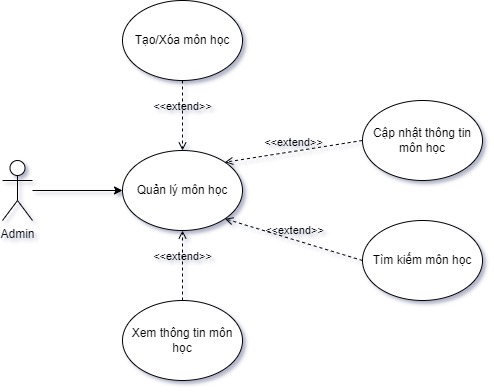 Tạo/Xóa môn học
<<extend>>
Cập nhật thông tin
môn học
<<extend>>
Quản lý môn học
Admin
<<extend>>
Tìm kiếm môn học
<<extend>>
Xem thông tin môn
học